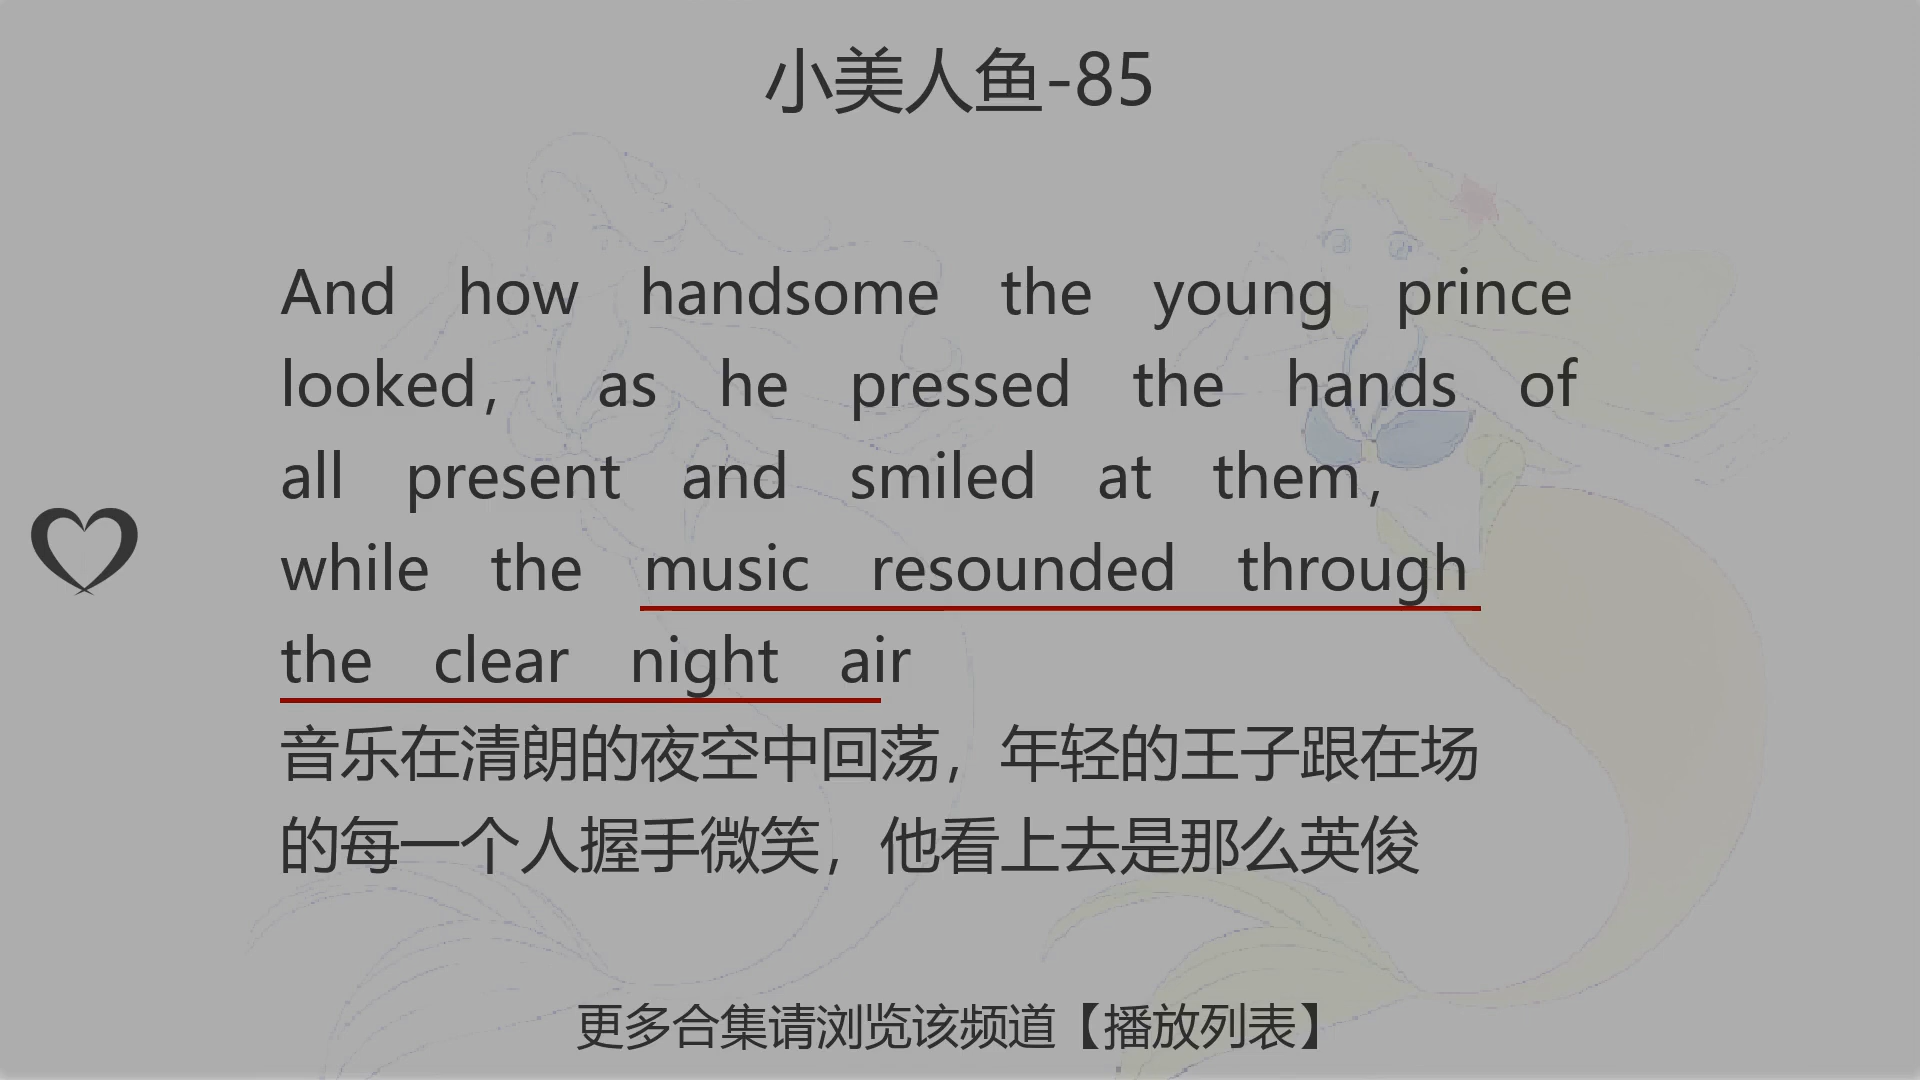 小美人鱼-85
And how handsome the young prince
looked, as he pressed the hands of
all present and smiled at them,
while the music resounded through
the clear night air
音乐在清朗的夜空中回荡，年轻的王子跟在场
的每一个人握手微笑，他看上去是那么英俊
更多合集请浏览该频道【播放列表】